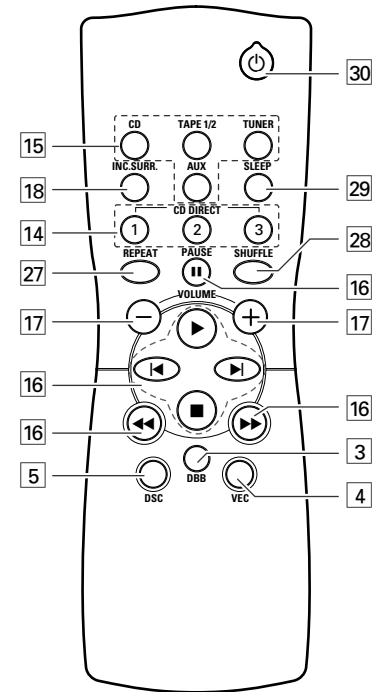 30
CD TAPE 1/2 TUNER
15
INC.SURR. AUX SLEEP
18 29
CD DIRECT
14 1 2 3
28
REPEAT PAUSE SHUFFLE
27 16
VOLUME
17 17
16
16 16
3
5 DBB 4
DSC VEC